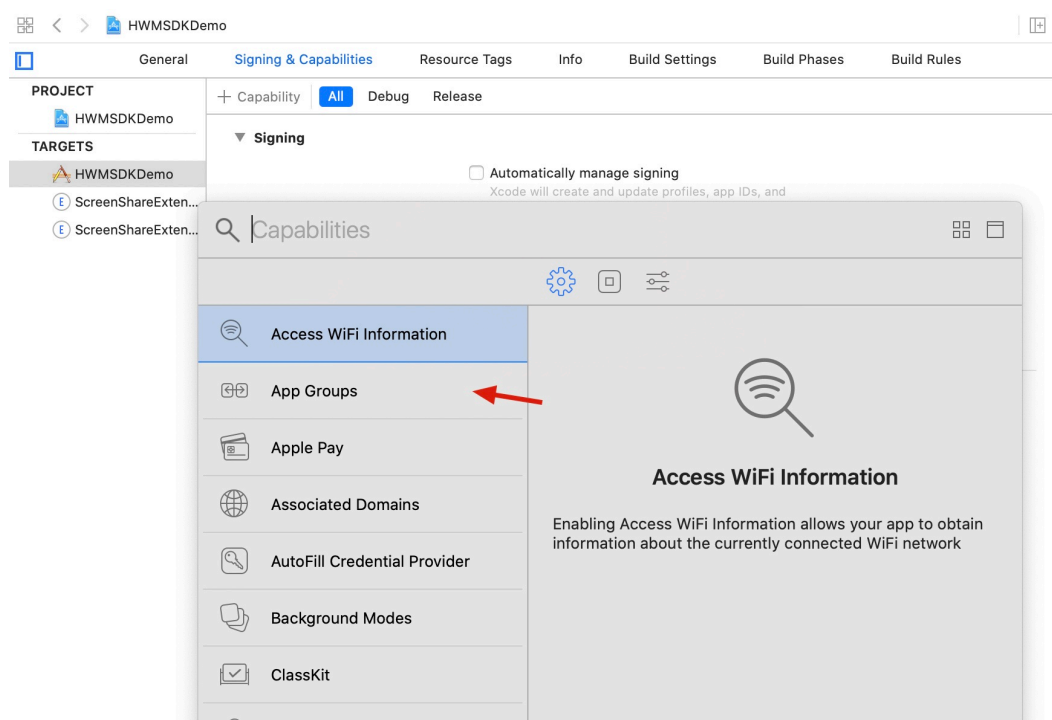 HWMSDKDemo
General Signing & Capabilities Resource Tags Info Build Settings Build Phases Build Rules
PROJECT
HWMSDKDemo
TARGETS
HWMSDKDemo
ScreenShareExten...
ScreenShareExten...
+ Capability All Debug Release
Signing
Automatically manage signing
Xcode will create and update profiles, app IDs, and
Capabilities
Access WiFi Information
App Groups
Apple Pay
Associated Domains
AutoFill Credential Provider
Background Modes
ClassKit
Access WiFi Information
Enabling Access WiFi Information allows your app to obtain
information about the currently connected WiFi network